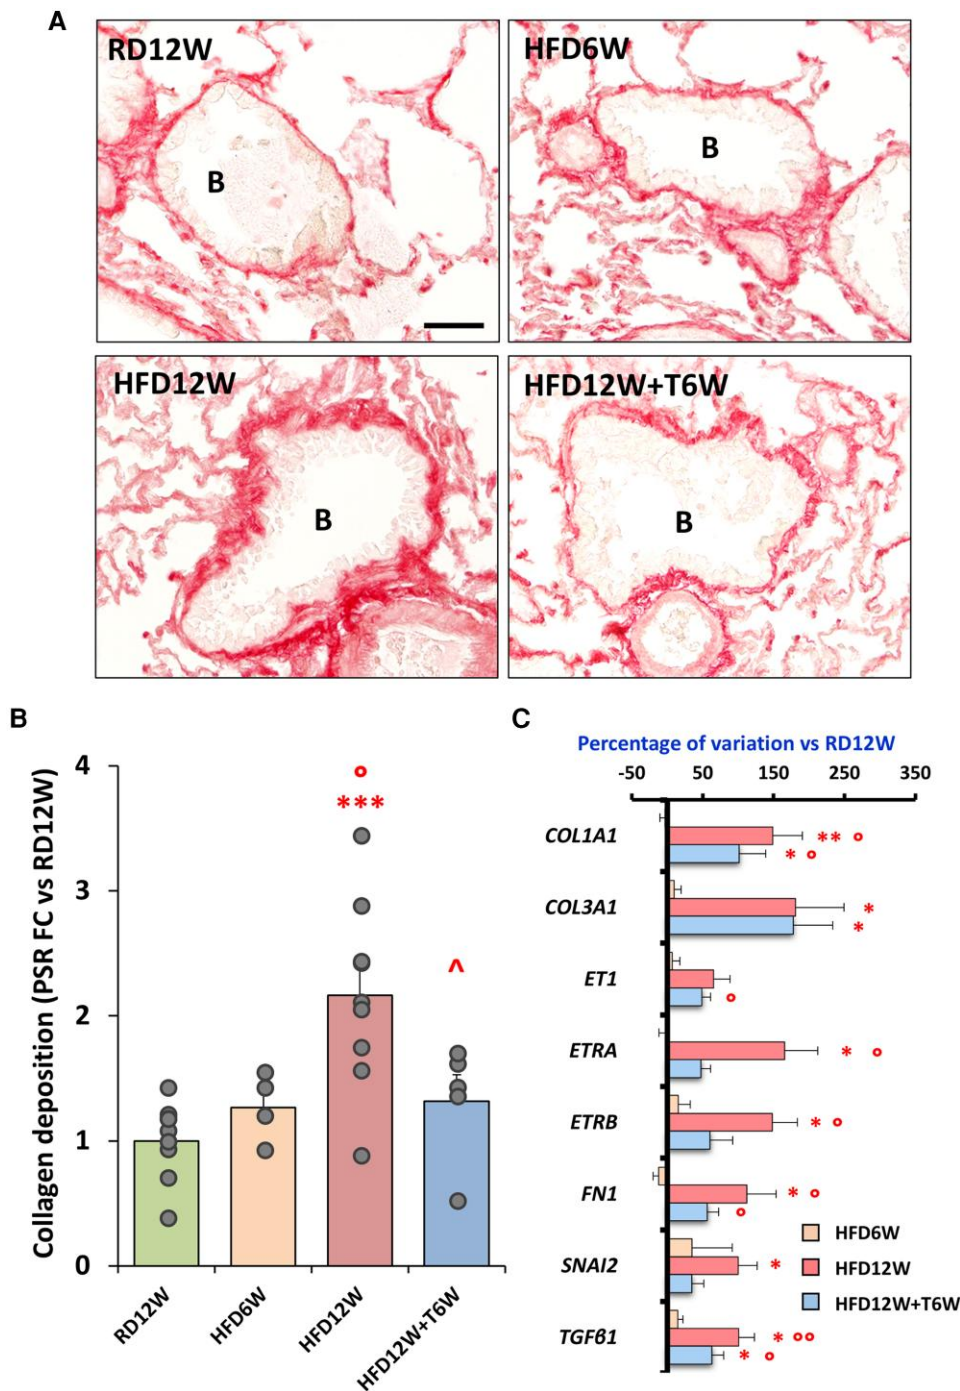 A
RD12W
B
HFD6W
B
HFD12W
B
HFD12W+T6W
B
B
Collagen deposition (PSR FC vs RD12W)
4
3
2
1
0
°
***
^
RD12W
HFD6W
HFD12W
HFD12W+T6W
C
Percentage of variation vs RD12W
-50 50 150 250 350
COL1A1 ** °
* °
COL3A1 *
*
ET1
°
ETRA * °
ETRB * °
FN1 * °
°
SNAI2 *
TGFβ1 * °°
* °
HFD6W
HFD12W
HFD12W+T6W